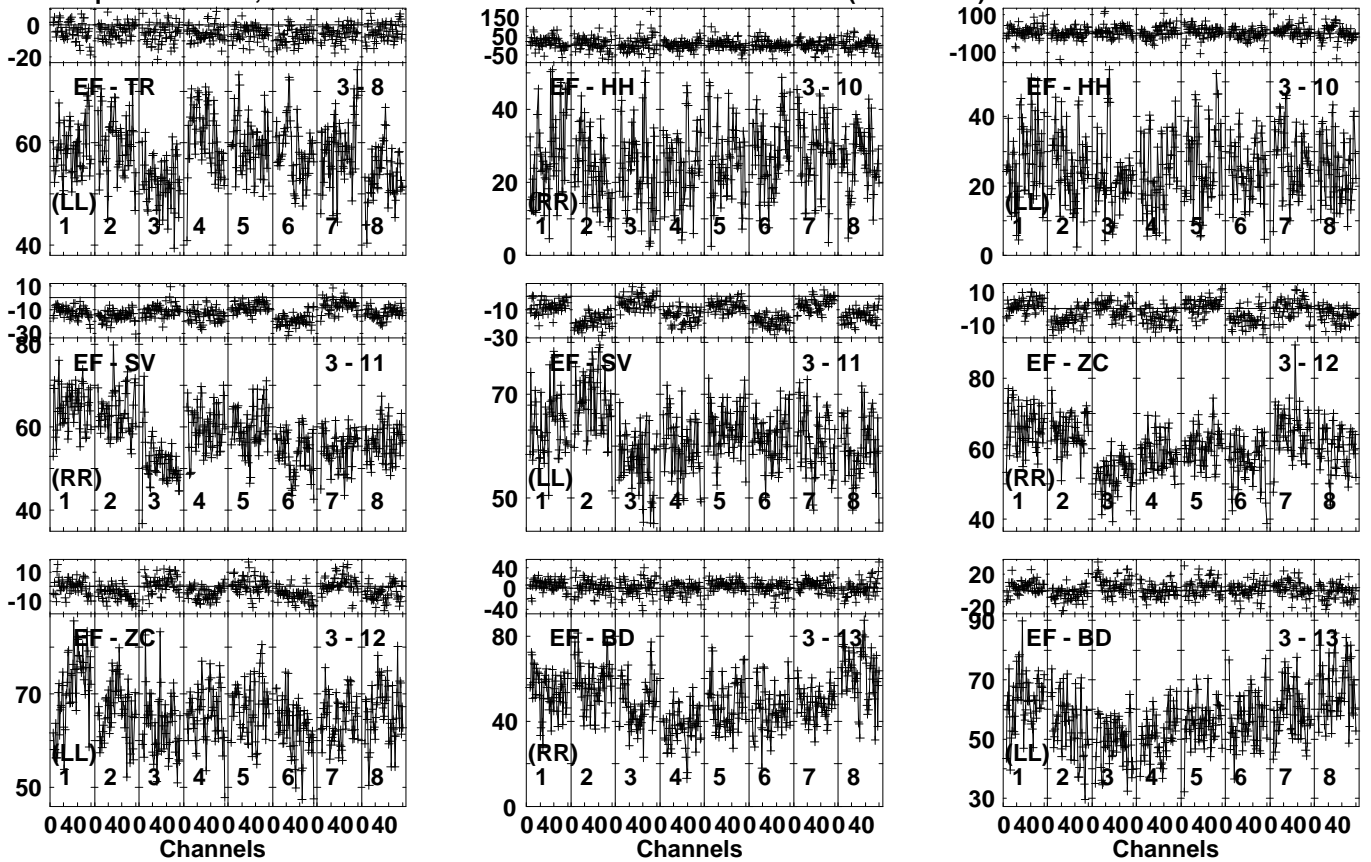 0 150 100
-20 50 -50 -100
EF - TR 3 - 8 EF - HH 3 - 10 EF - HH 3 - 10
60 40 20 0 40 20 0
(LL) (RR) (LL)
1 2 3 4 5 6 7 8 1 2 3 4 5 6 7 8 1 2 3 4 5 6 7 8
40
10 -10 -30 10 -10 -30 10 -10
80 EF - SV 3 - 11 EF - SV 3 - 11 EF - ZC 3 - 12
60 70 80 60
(RR) (LL) (RR)
1 2 3 4 5 6 7 8 1 2 3 4 5 6 7 8 1 2 3 4 5 6 7 8
40 50 40
10 -10 40 0 -40 20 -20
EF - ZC 3 - 12 EF - BD 3 - 13 EF - BD 3 - 13
70 80 40 90 70 50
(LL) (RR) (LL)
1 2 3 4 5 6 7 8 1 2 3 4 5 6 7 8 1 2 3 4 5 6 7 8
50 0 30
0 40 0 40 0 40 0 40 0 40 0 40 0 40 0 40 0 40 0 40 0 40 0 40 0 40 0 40 0 40 0 40 0 40 0 40 0 40 0 40 0 40 0 40 0 40 0 40
Channels Channels Channels